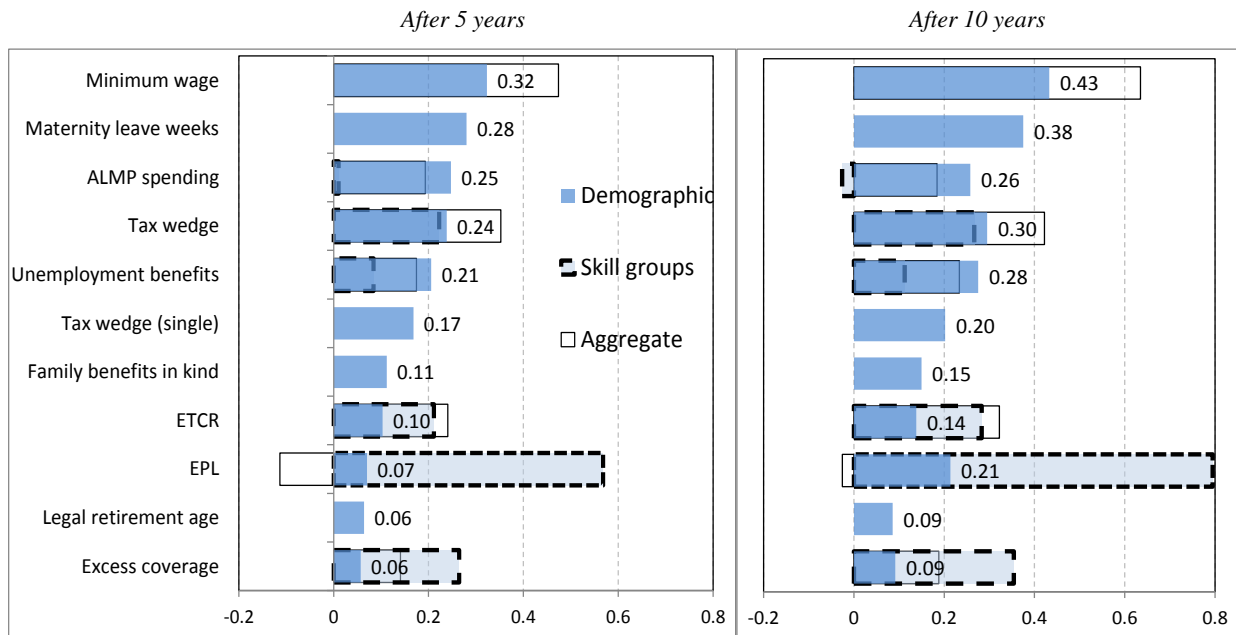 After 5 years
After 10 years
Minimum wage
0.32
0.43
Maternity leave weeks
0.28
0.38
ALMP spending
0.25
0.26
Demographic
Tax wedge
0.24
0.30
Unemployment benefits
0.21
Skill groups
0.28
Tax wedge (single)
0.17
Aggregate
0.20
Family benefits in kind
0.11
0.15
ETCR
0.10
0.14
EPL
0.07
0.21
Legal retirement age
0.06
0.09
Excess coverage
0.06
0.09
-0.2 0 0.2 0.4 0.6 0.8
-0.2 0 0.2 0.4 0.6 0.8